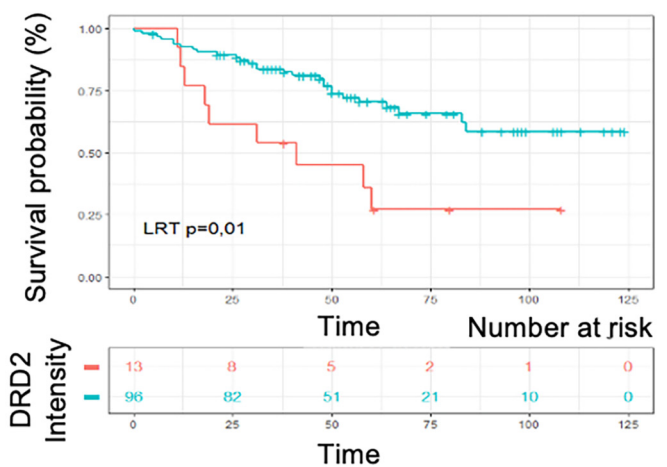 Survival probability (%)
1.00
0.75
0.50
0.25
0.00
LRT p=0,01
0 25 50 75 100 125
Time Number at risk
DRD2
Intensity
13 8 5 2 1 0
96 82 51 21 10 0
0 25 50 75 100 125
Time